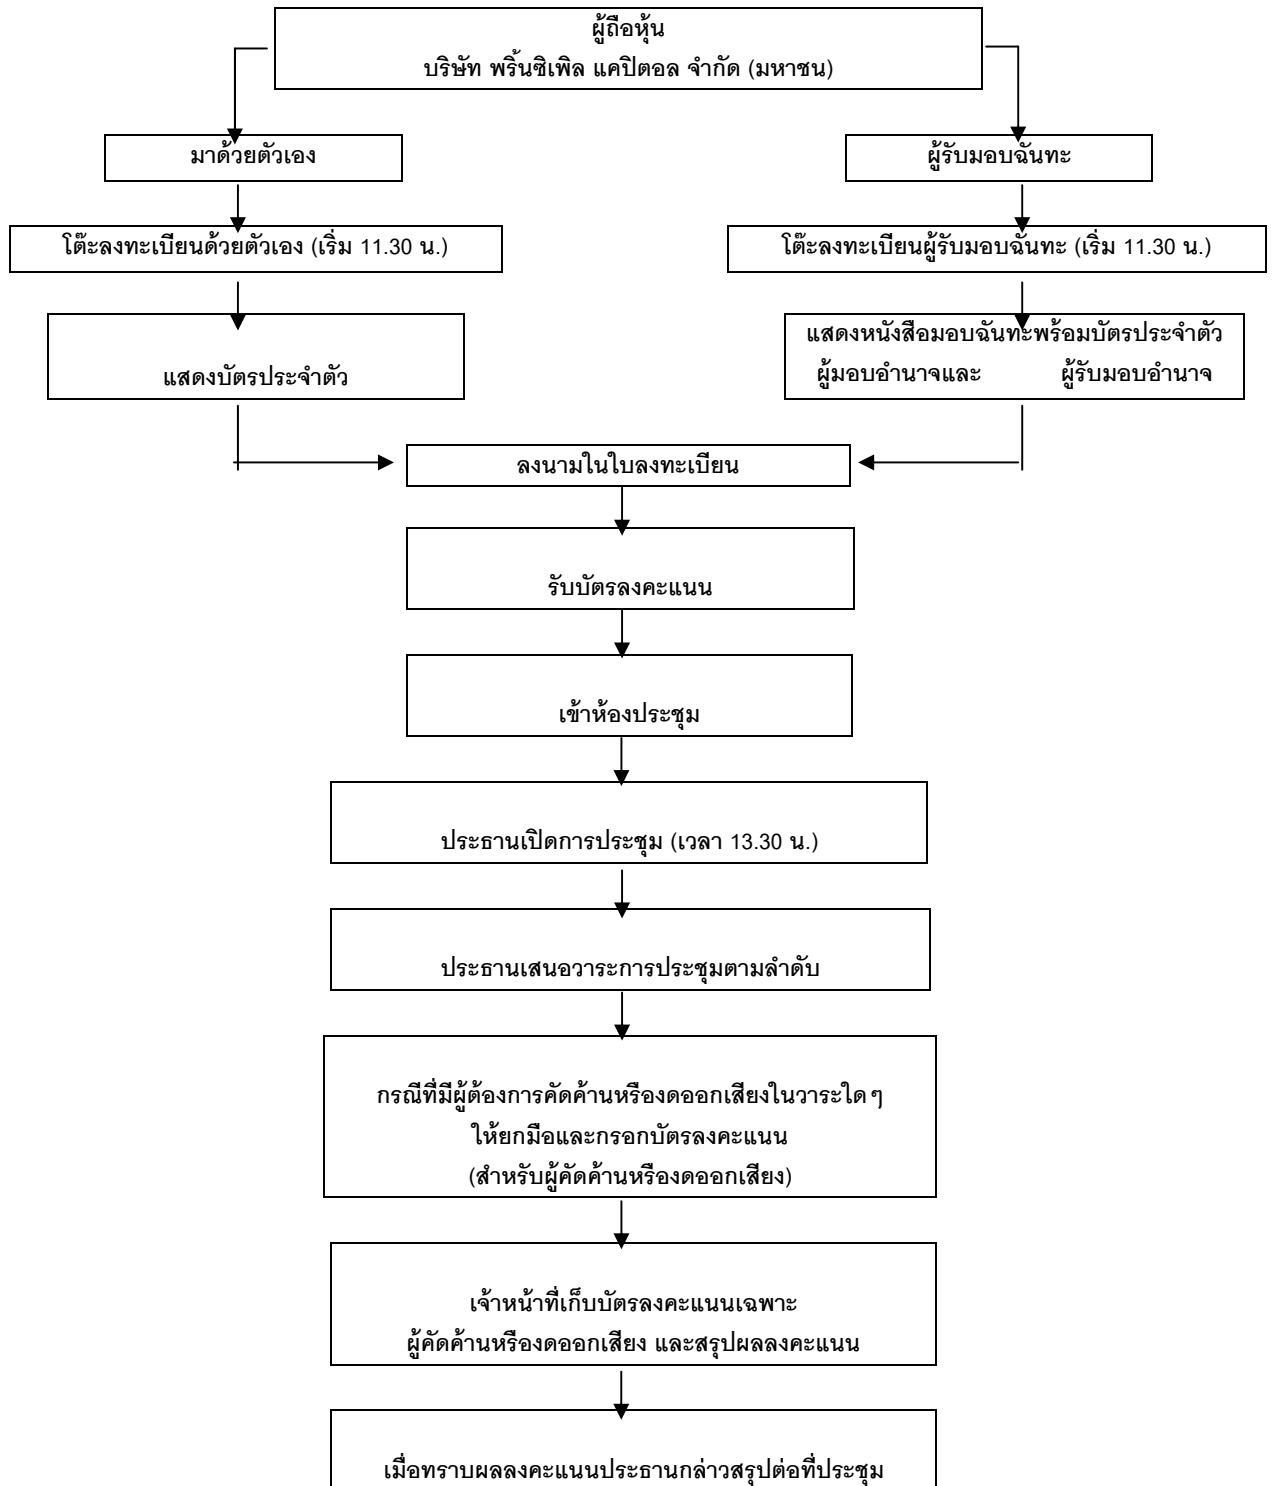 ผู้ถือหุ้น
บริษัท พริ้นซิเพิล แคปิตอล จำกัด (มหาชน)
มาด้วยตัวเอง
ผู้รับมอบฉันทะ
โต๊ะลงทะเบียนด้วยตัวเอง (เริ่ม 11.30 น.)
โต๊ะลงทะเบียนผู้รับมอบฉันทะ (เริ่ม 11.30 น.)
แสดงบัตรประจำตัว
แสดงหนังสือมอบฉันทะพร้อมบัตรประจำตัว
ผู้มอบอำนาจและ ผู้รับมอบอำนาจ
ลงนามในใบลงทะเบียน
รับบัตรลงคะแนน
เข้าห้องประชุม
ประธานเปิดการประชุม (เวลา 13.30 น.)
ประธานเสนอวาระการประชุมตามลำดับ
กรณีที่มีผู้ต้องการคัดค้านหรืองดออกเสียงในวาระใด ๆ
ให้ยกมือและกรอกบัตรลงคะแนน
(สำหรับผู้คัดค้านหรืองดออกเสียง)
เจ้าหน้าที่เก็บบัตรลงคะแนนเฉพาะ
ผู้คัดค้านหรืองดออกเสียง และสรุปผลลงคะแนน
เมื่อทราบผลลงคะแนนประธานกล่าวสรุปต่อที่ประชุม